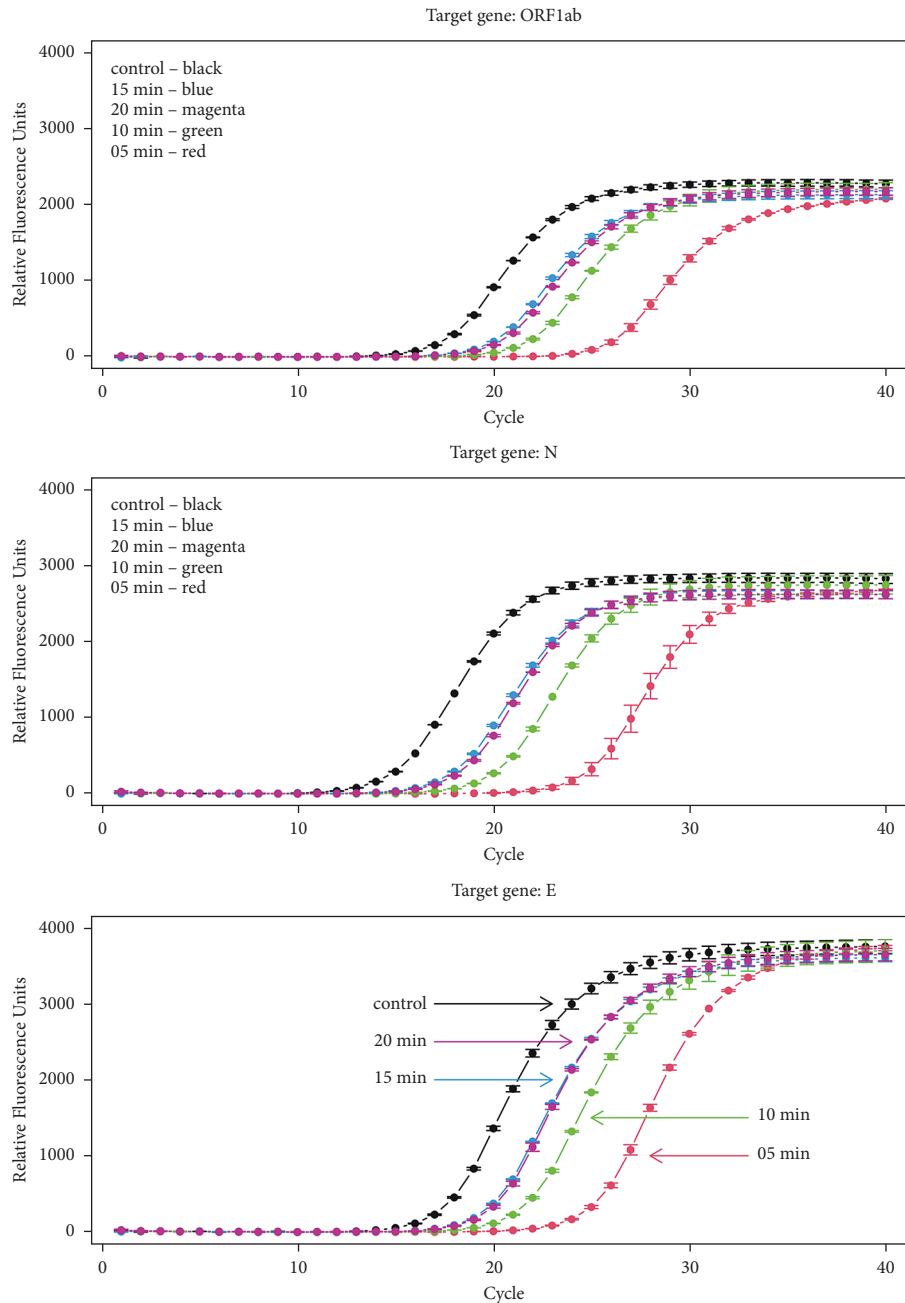 Target gene: ORF1ab
4000
3000
2000
1000
0
Relative Fluorescence Units
control – black
15 min – blue
20 min – magenta
10 min – green
05 min – red
0 10 20 30 40
Cycle
Target gene: N
4000
3000
2000
1000
0
Relative Fluorescence Units
control – black
15 min – blue
20 min – magenta
10 min – green
05 min – red
0 10 20 30 40
Cycle
Target gene: E
4000
3000
2000
1000
0
Relative Fluorescence Units
control
20 min
15 min
10 min
05 min
0 10 20 30 40
Cycle